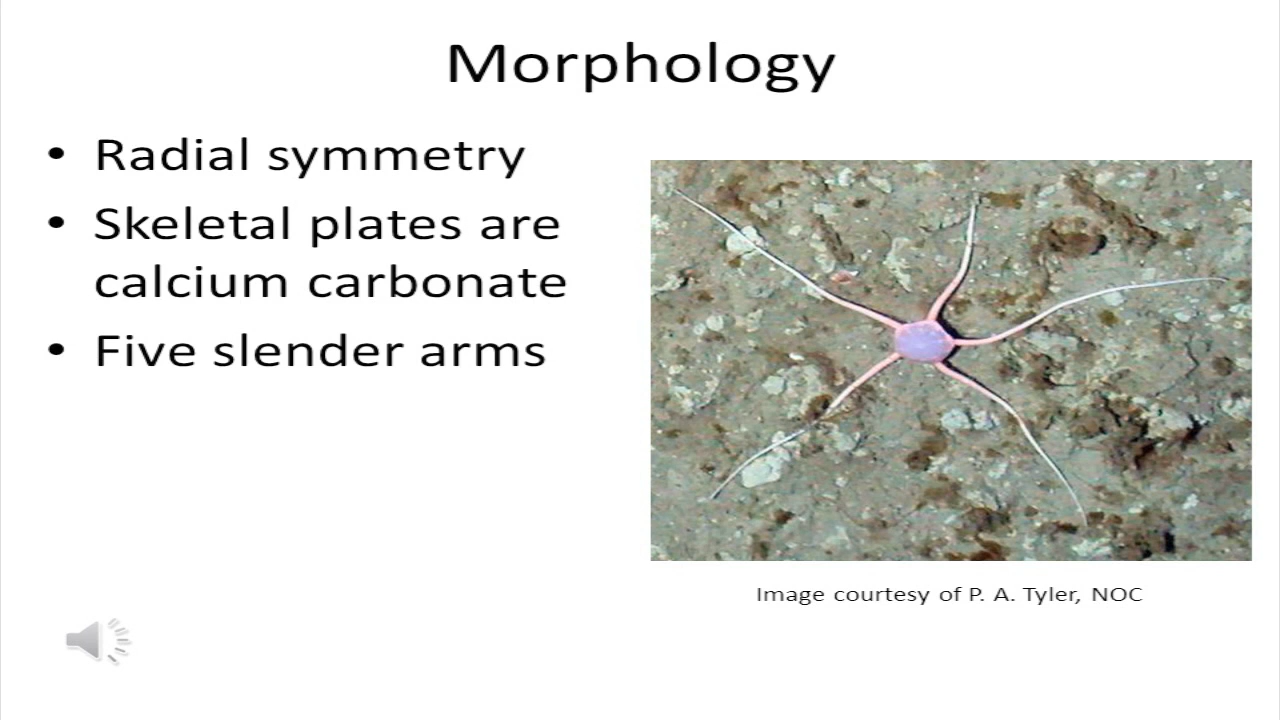 Morphology
• Radial symmetry
• Skeletal plates are
calcium carbonate
• Five slender arms
Image courtesy of P. A. Tyler, NOC